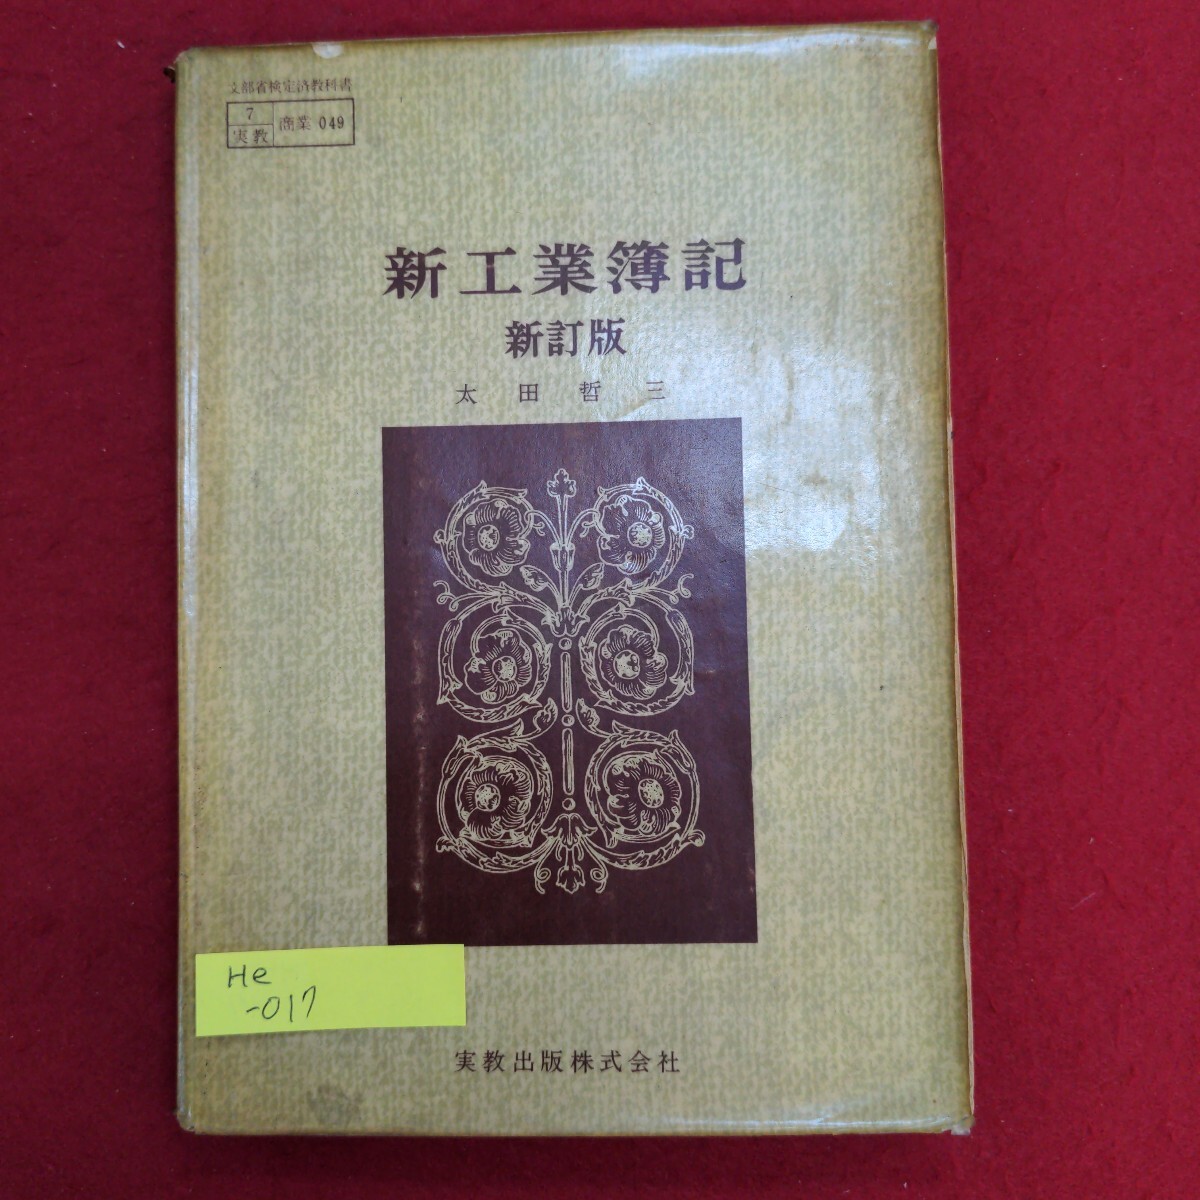 文部省検定済教科書
7
実教
商業 049
新工業簿記
新訂版
太田哲三
He
-017
実教出版株式会社